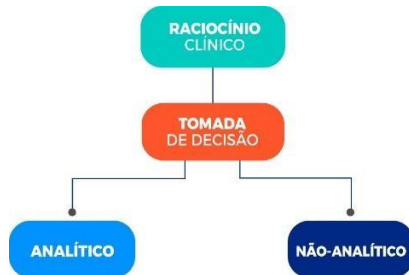 RACIOCÍNIO
CLÍNICO
TOMADA
DE DECISÃO
ANALÍTICO
NÃO-ANALÍTICO